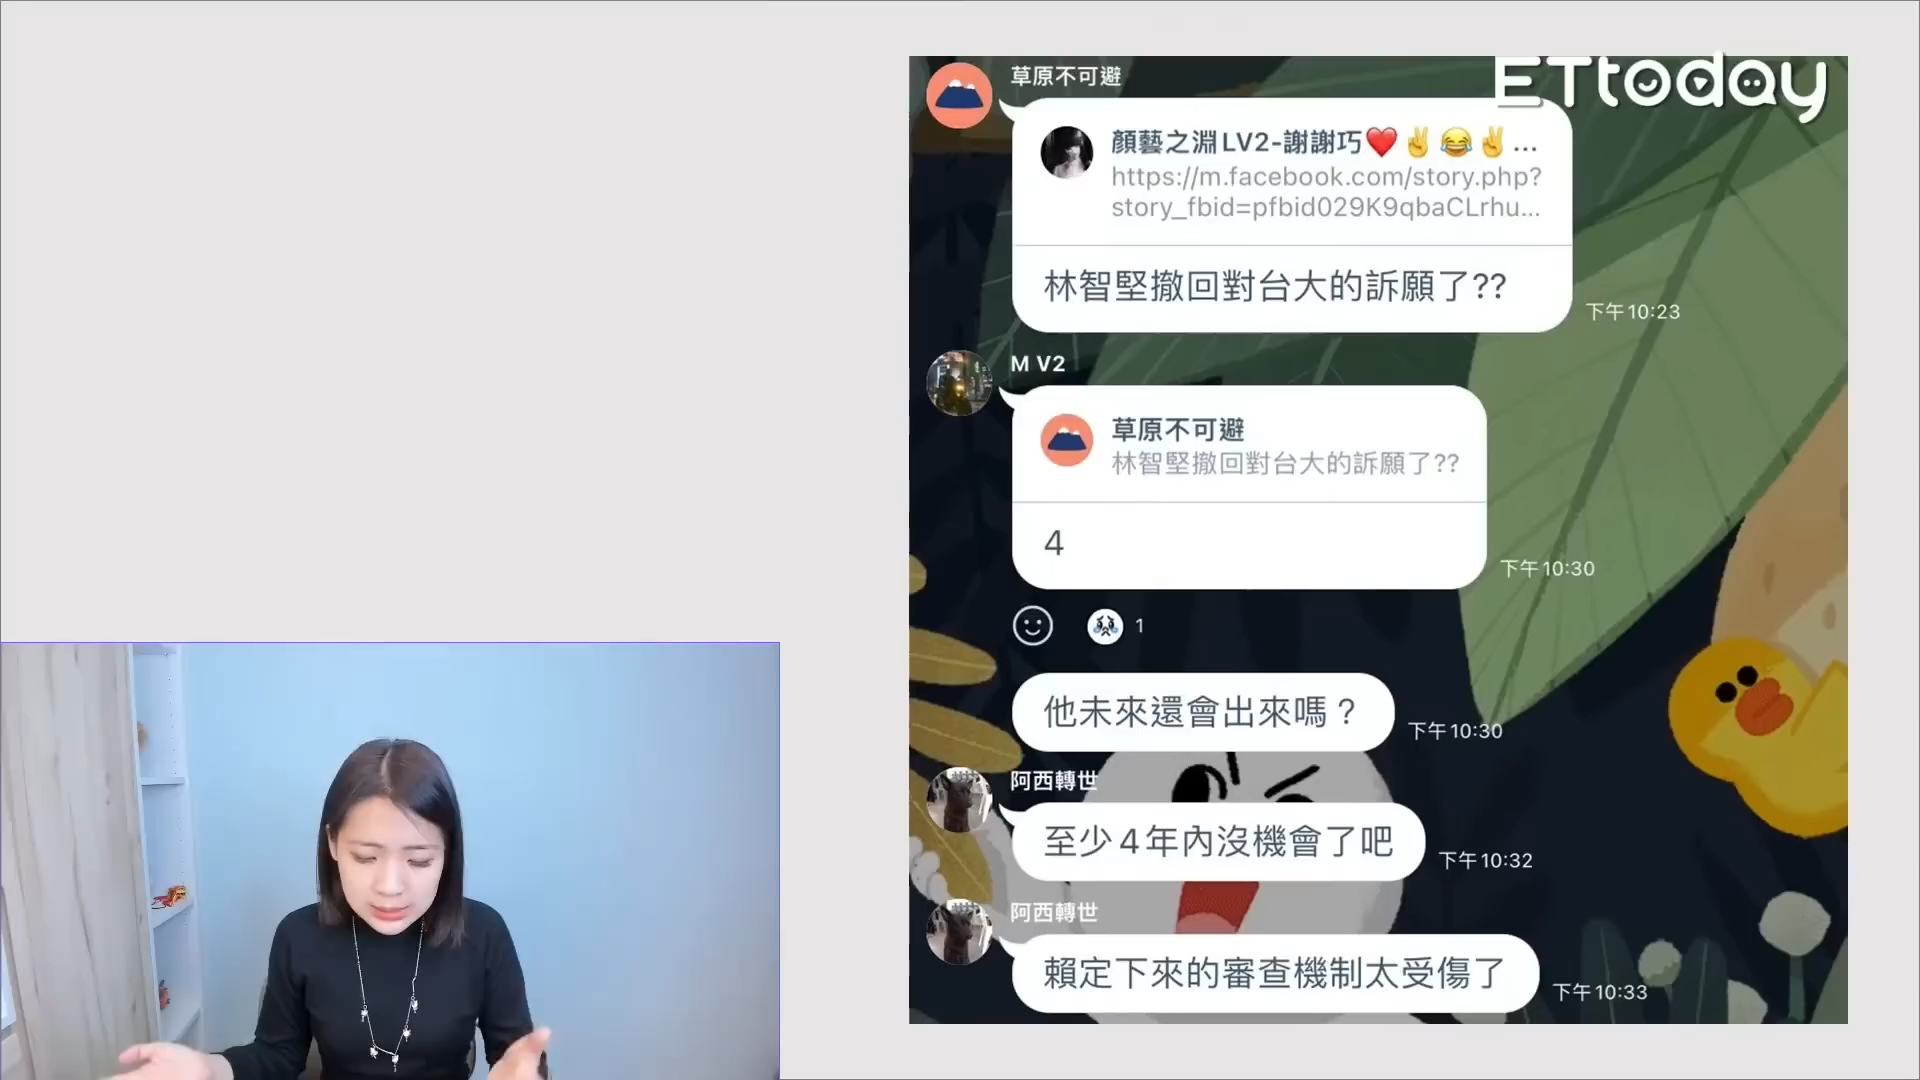 ETtoday
草原不可避
顏藝之淵LV2-謝謝巧❤️✌️😂✌️...
https://m.facebook.com/story.php?
story_fbid=pfbid029K9qbaCLrhu...
林智堅撤回對台大的訴願了??
下午10:23
M V2
草原不可避
林智堅撤回對台大的訴願了??
4
下午10:30
1
他未來還會出來嗎？
下午10:30
阿西轉世
至少4年內沒機會了吧
下午10:32
阿西轉世
賴定下來的審查機制太受傷了
下午10:33